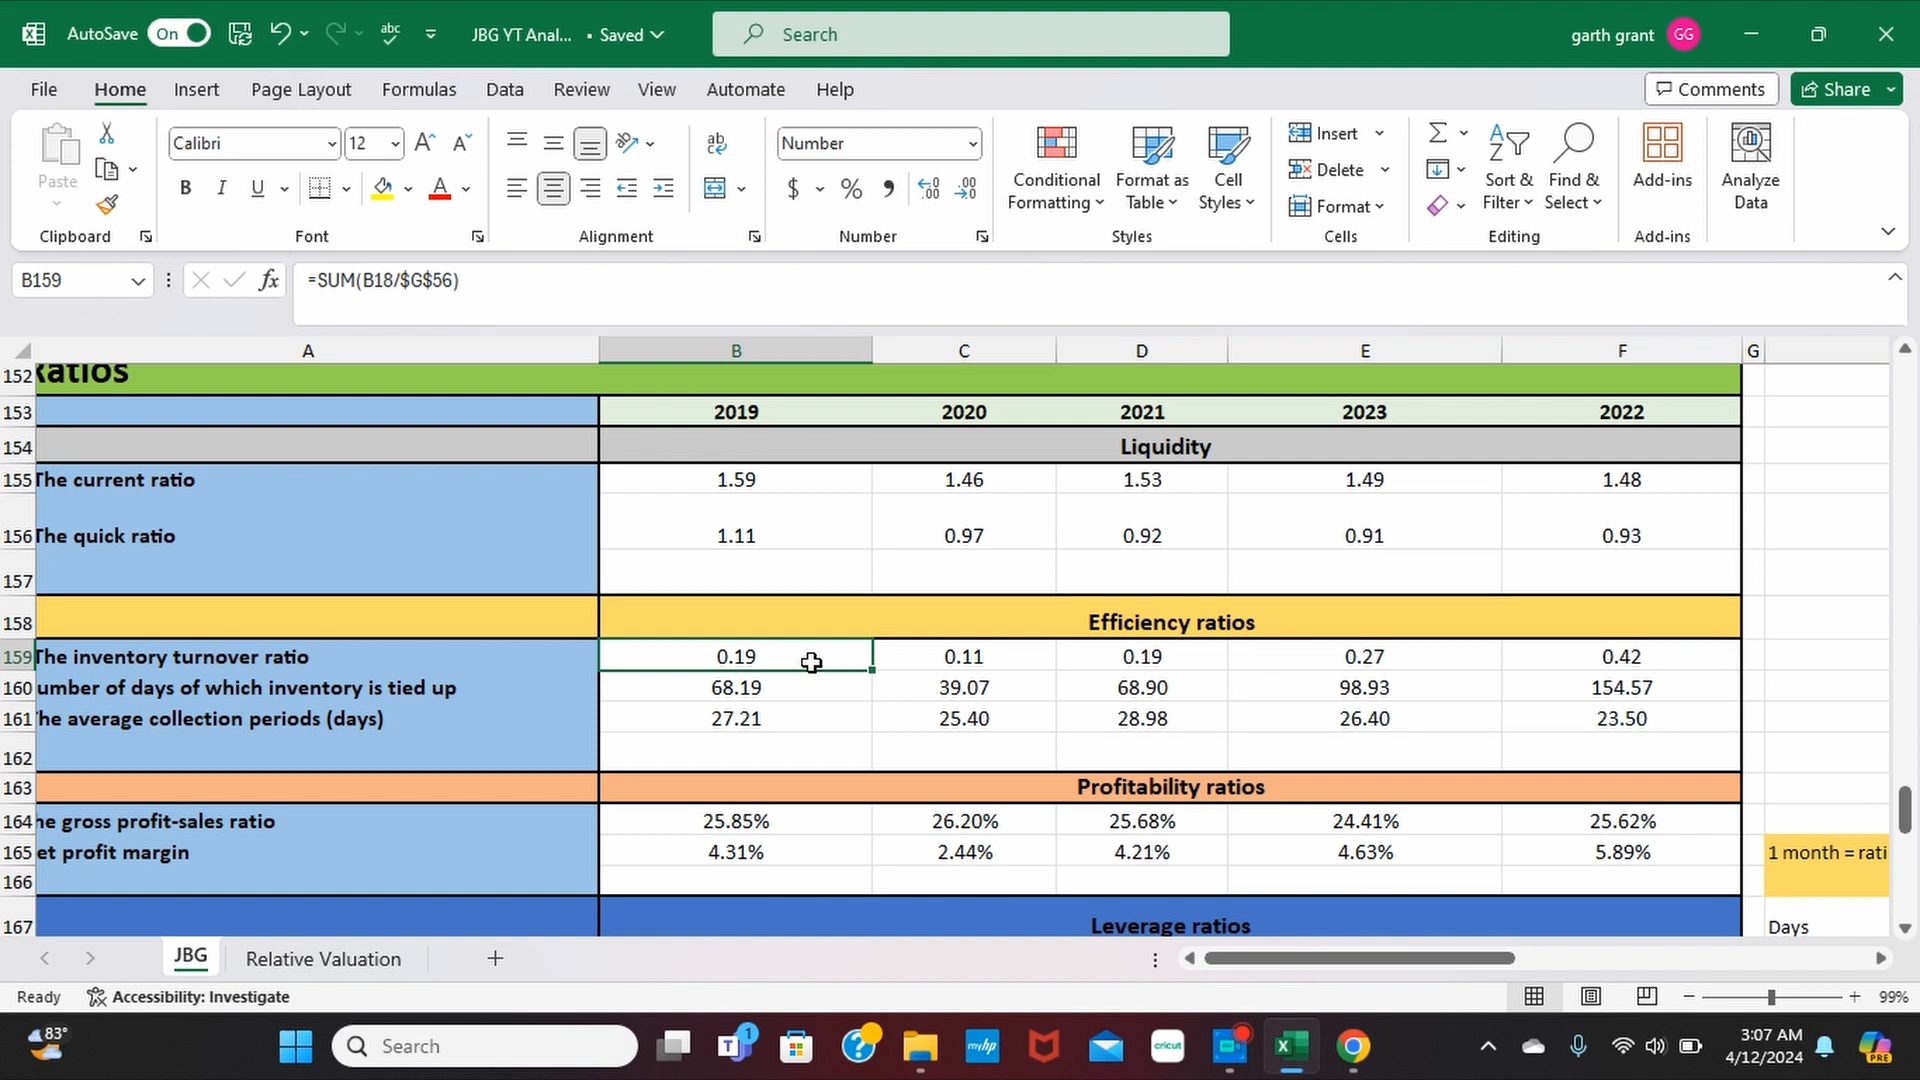 AutoSave On abc JBG YT Anal... • Saved Search garth grant GG
File Home Insert Page Layout Formulas Data Review View Automate Help Comments Share
Paste Calibri 12 Number Conditional Formatting Format as Table Cell Styles Insert Delete Format Sort & Filter Find & Select Add-ins Analyze Data
Clipboard Font Alignment Number Styles Cells Editing Add-ins
B159 fx =SUM(B18/$G$56)
A B C D E F G
152 Ratios
153 2019 2020 2021 2023 2022
154 Liquidity
155 The current ratio 1.59 1.46 1.53 1.49 1.48
156 The quick ratio 1.11 0.97 0.92 0.91 0.93
157
158 Efficiency ratios
159 The inventory turnover ratio 0.19 0.11 0.19 0.27 0.42
160 umber of days of which inventory is tied up 68.19 39.07 68.90 98.93 154.57
161 he average collection periods (days) 27.21 25.40 28.98 26.40 23.50
162
163 Profitability ratios
164 he gross profit-sales ratio 25.85% 26.20% 25.68% 24.41% 25.62%
165 et profit margin 4.31% 2.44% 4.21% 4.63% 5.89% 1 month = rati
166
167 Leverage ratios Days
JBG Relative Valuation
Ready Accessibility: Investigate 99%
83° Search T 1 myhp cricut PRE 3:07 AM
4/12/2024